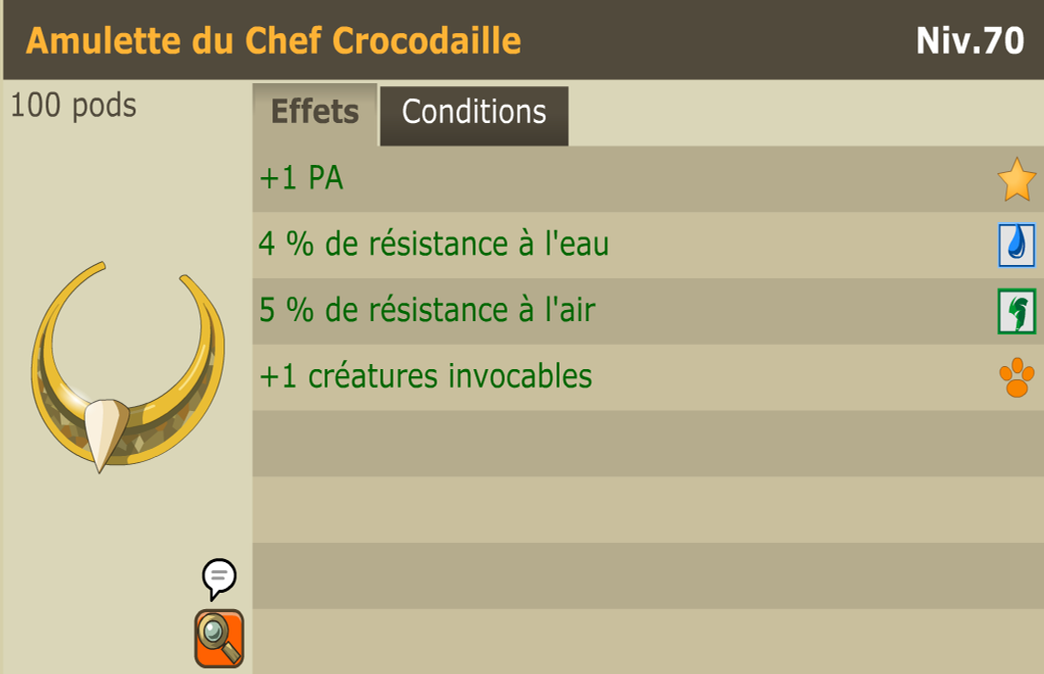 Amulette du Chef Crocodaille
Niv.70
100 pods
Effets
Conditions
+1 PA
4 % de résistance à l'eau
5 % de résistance à l'air
+1 créatures invocables